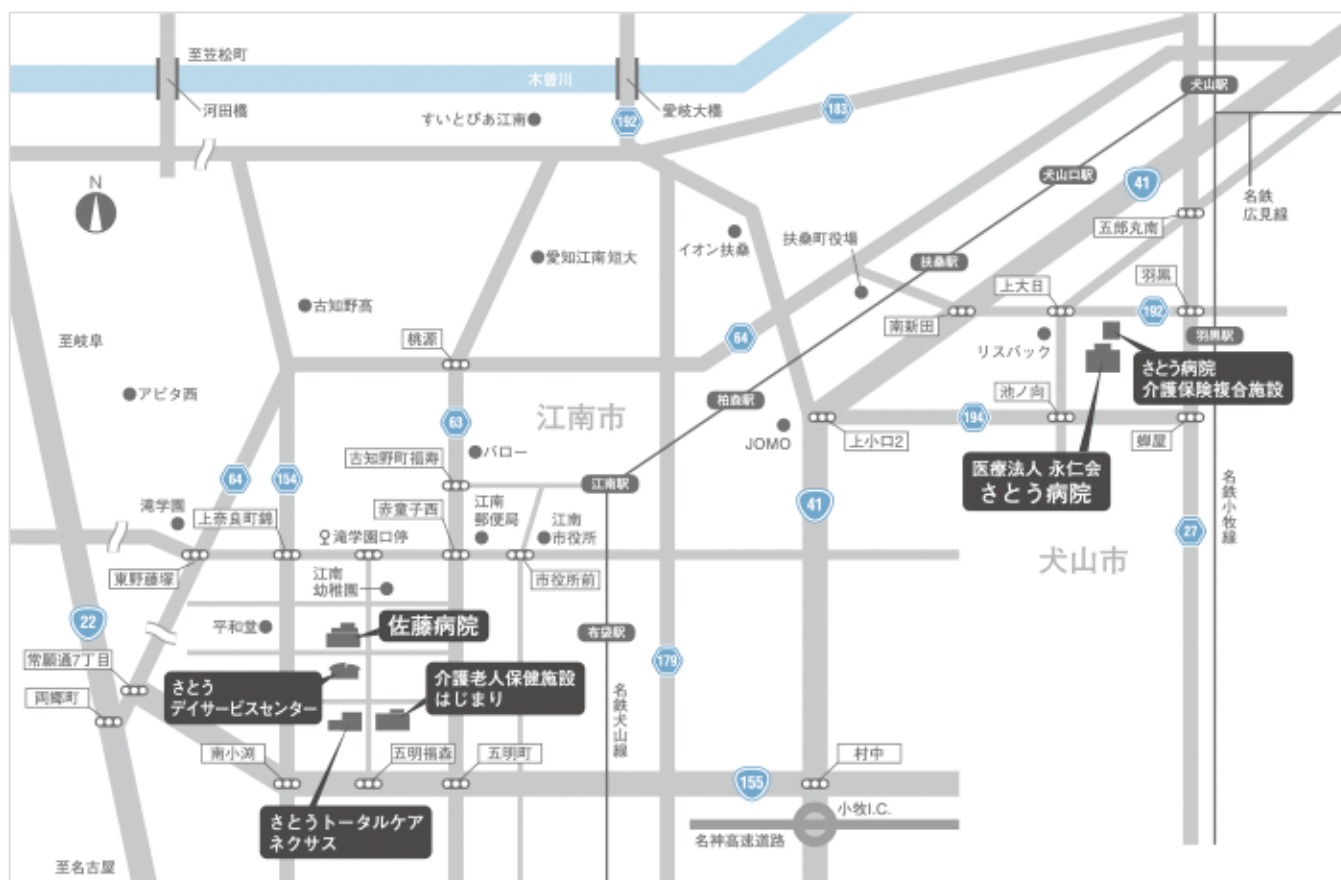 至笠松町
木曽川
河田橋
すいとぴあ江南
192
愛岐大橋
183
犬山駅
N
犬山口駅
41
名鉄
広見線
五郎丸南
イオン扶桑
扶桑町役場
愛知江南短大
扶桑駅
上大日
羽黒
古知野高
192
南新田
至岐阜
桃源
64
リスパック
羽黒駅
さとう病院
介護保険複合施設
アピタ西
柏森駅
池ノ向
江南市
63
バロー
JOMO
上小口2
194
蝉屋
古知野町福寿
医療法人 永仁会
さとう病院
64
154
江南駅
滝学園
上奈良町錦
赤童子西
江南
郵便局
江南
市役所
41
名鉄小牧線
滝学園口停
27
東野藤塚
江南
幼稚園
市役所前
犬山市
22
平和堂
佐藤病院
布袋駅
常願通7丁目
さとう
デイサービスセンター
介護老人保健施設
はじまり
179
両郷町
名鉄犬山線
南小渕
五明福森
五明町
村中
155
さとうトータルケア
ネクサス
小牧I.C.
名神高速道路
至名古屋